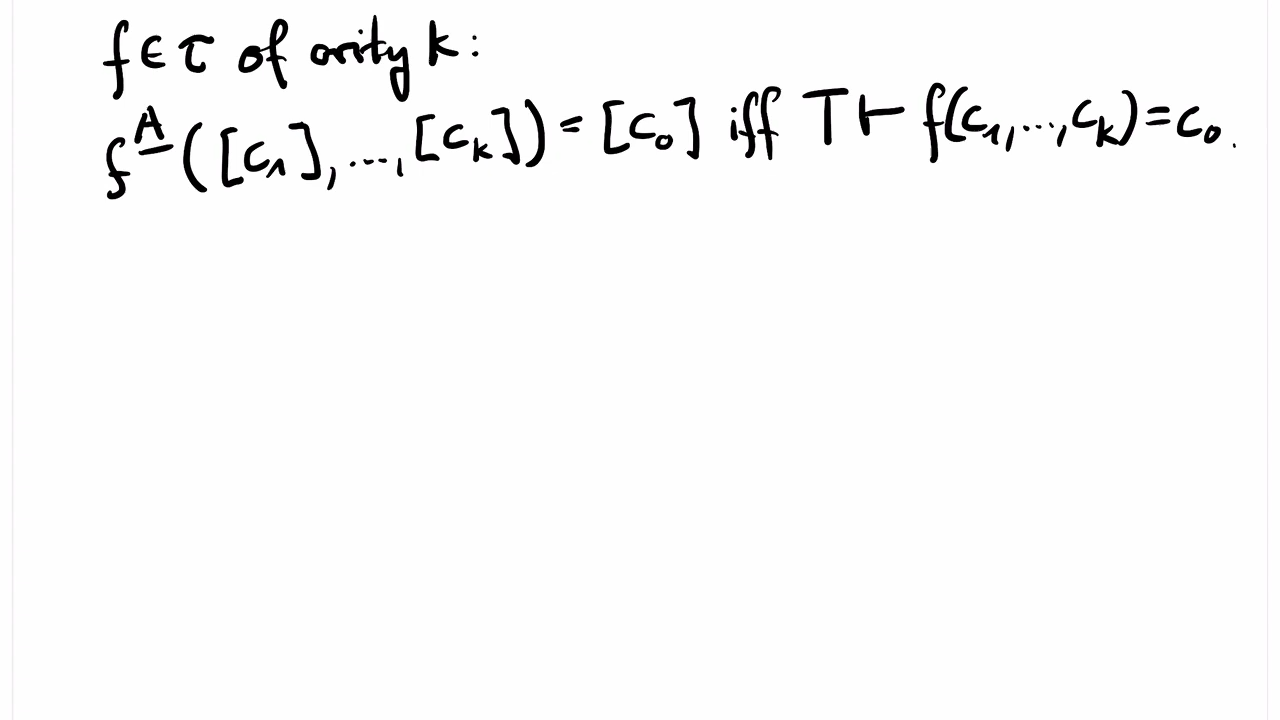 f ∈ τ of arity k:
f^A([c₁],...,[cₖ]) = [c₀] iff T ⊢ f(c₁,...,cₖ) = c₀.